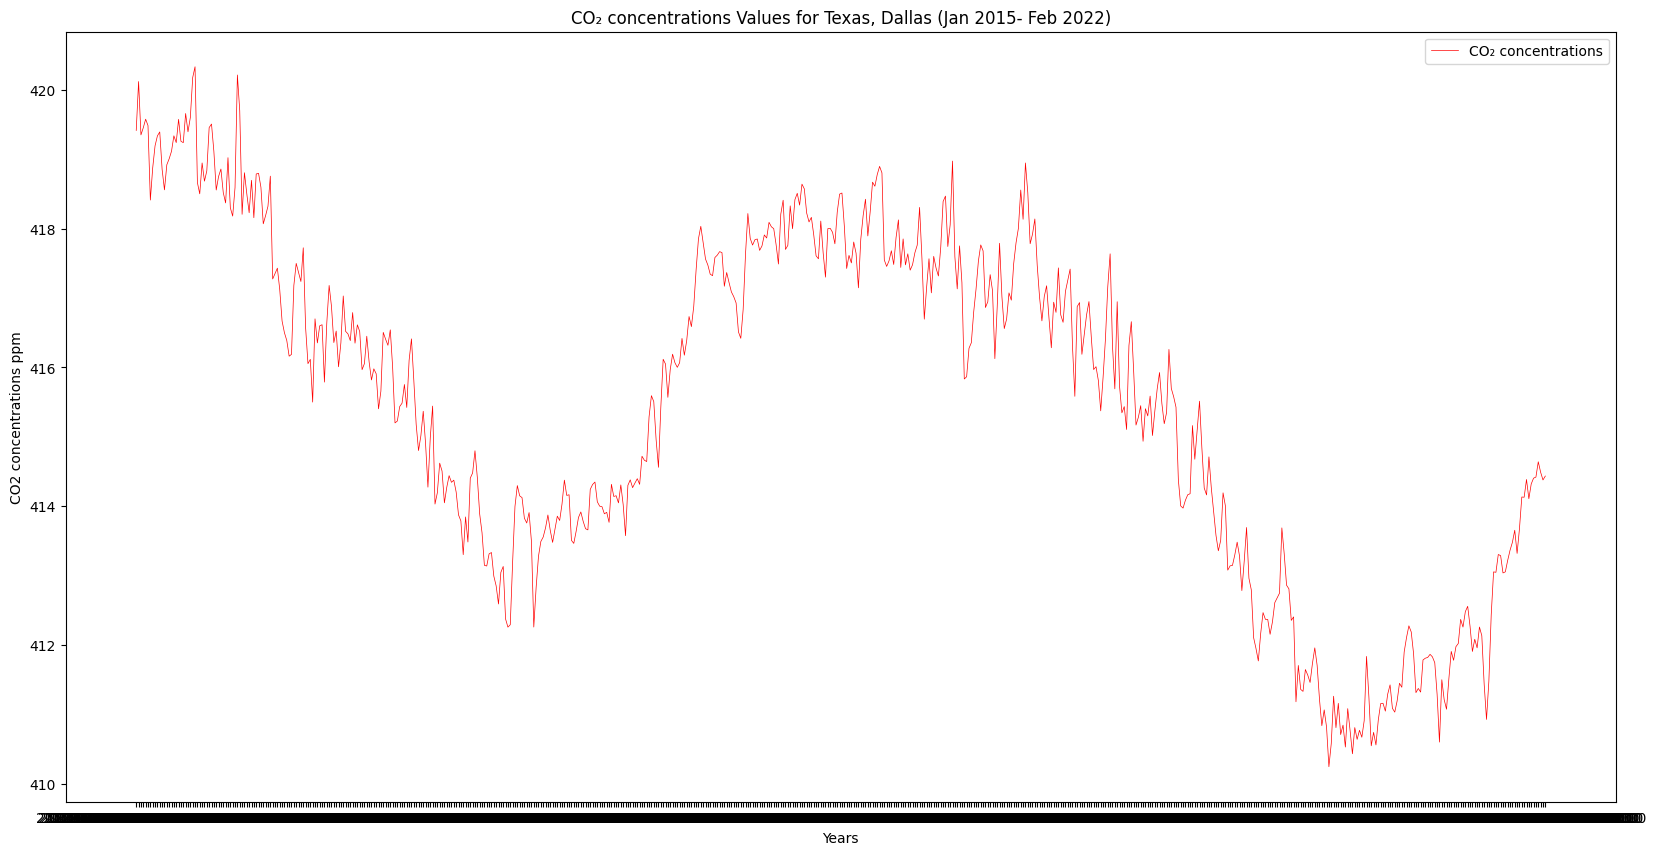 CO₂ concentrations Values for Texas, Dallas (Jan 2015- Feb 2022)
CO₂ concentrations
420
418
416
414
412
410
CO2 concentrations ppm
Years